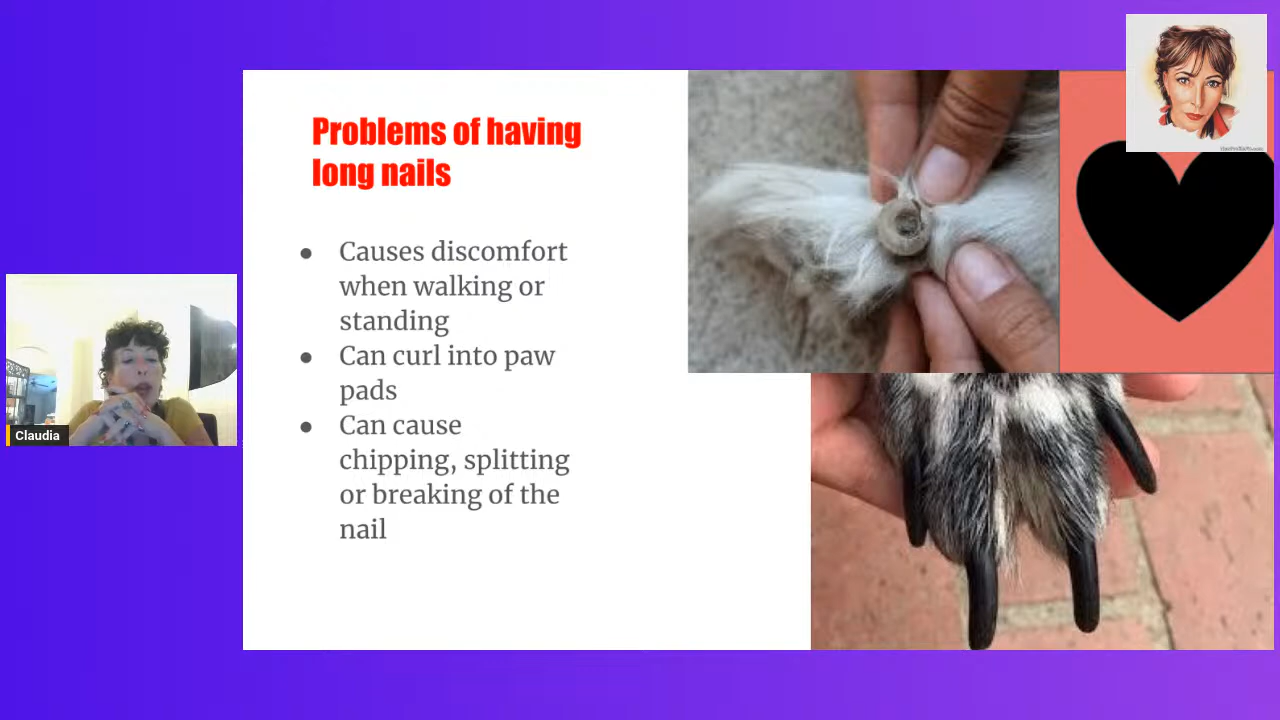 Problems of having
long nails
● Causes discomfort
when walking or
standing
● Can curl into paw
pads
● Can cause
chipping, splitting
or breaking of the
nail
Claudia